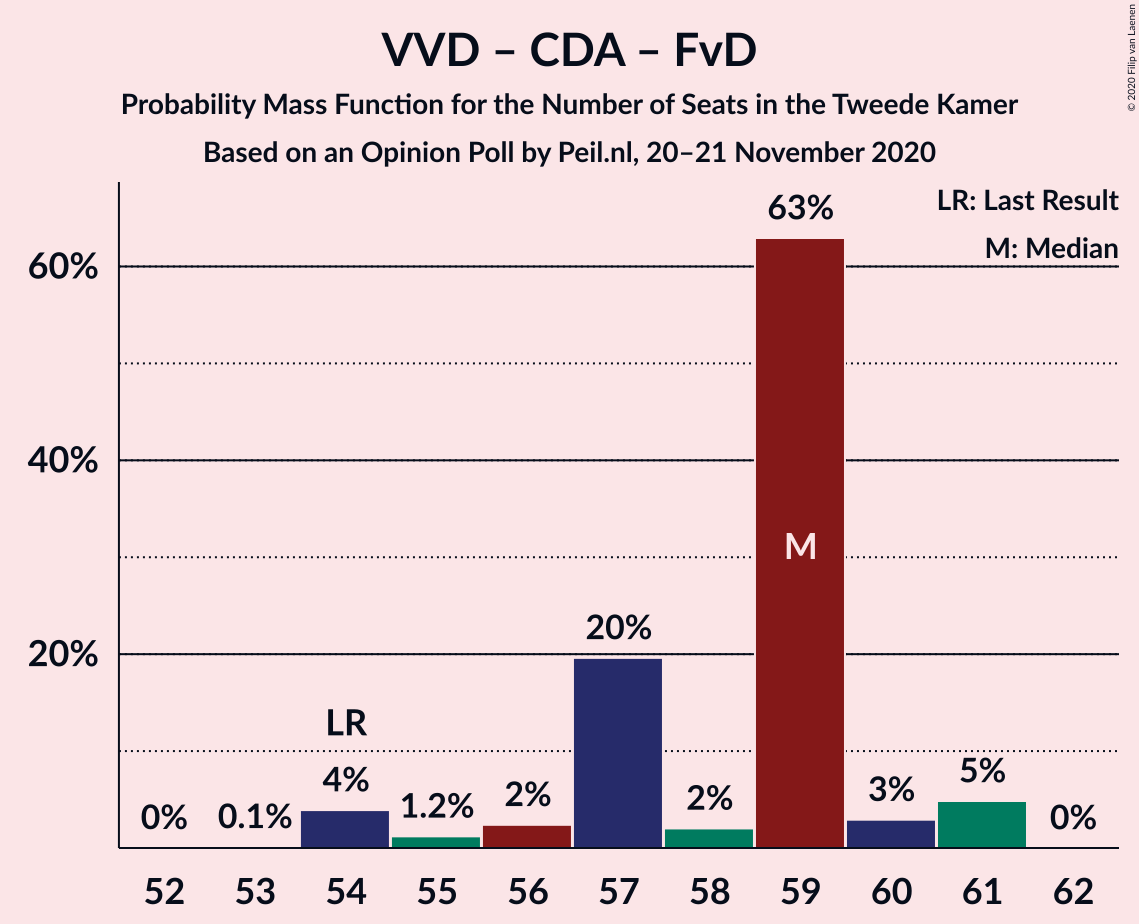 VVD – CDA – FvD
Probability Mass Function for the Number of Seats in the Tweede Kamer
Based on an Opinion Poll by Peil.nl, 20–21 November 2020
© 2020 Filip van Laenen
LR: Last Result
M: Median
60%
40%
20%
0%
0.1%
LR
4%
1.2%
2%
20%
2%
63%
M
3%
5%
0%
52 53 54 55 56 57 58 59 60 61 62